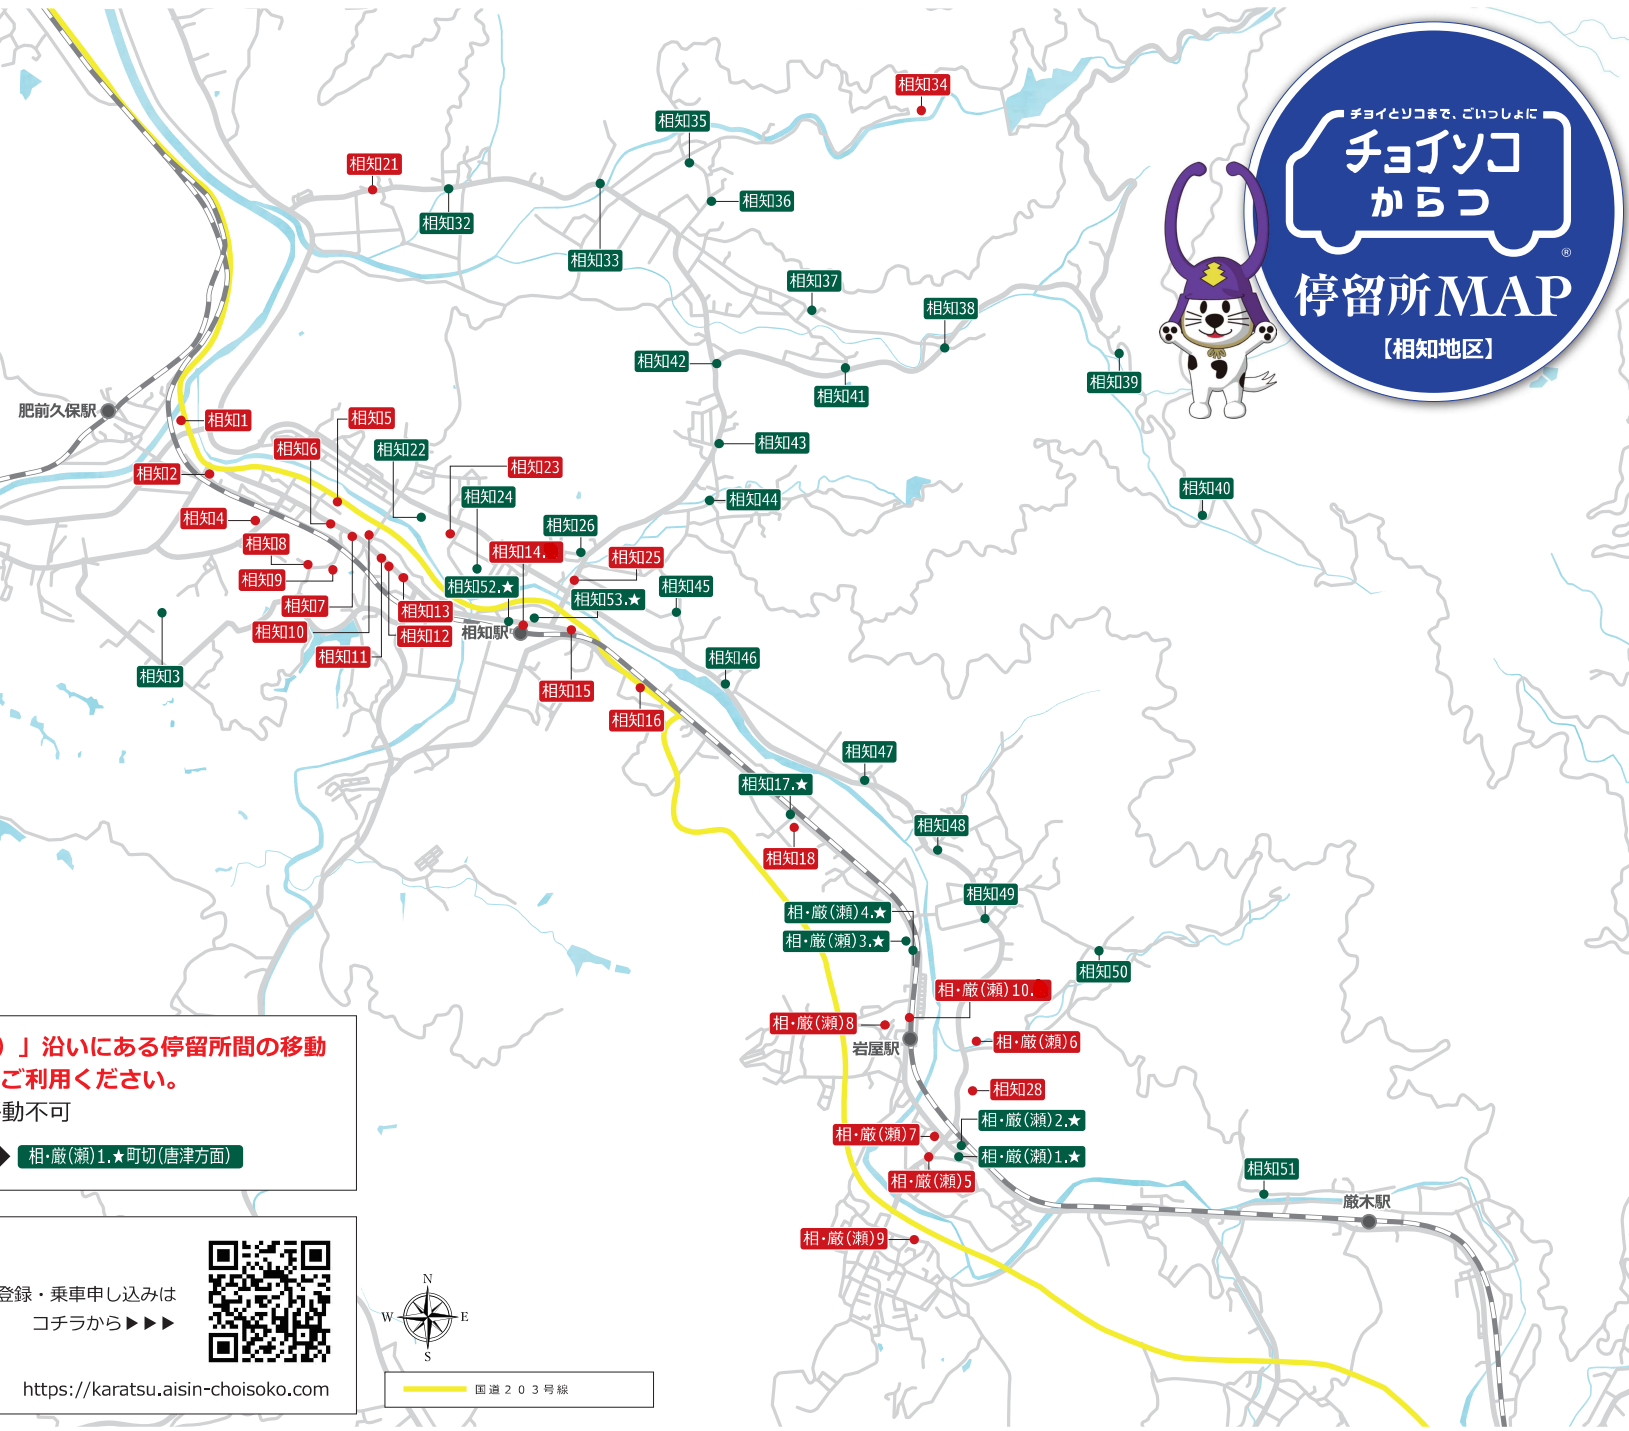 チョイとソコまで、ごいっしょに
チョイソコ
からつ
®
停留所MAP
【相知地区】
相知34
相知35
相知21
相知36
相知32
相知33
相知37
相知38
相知42
相知39
相知41
肥前久保駅
相知1
相知5
相知6
相知22
相知43
相知2
相知23
相知24
相知40
相知44
相知4
相知26
相知8
相知14.
相知25
相知9
相知52.★
相知45
相知53.★
相知7
相知13
相知10
相知12
相知駅
相知11
相知46
相知3
相知15
相知16
相知47
相知17.★
相知48
相知18
相知49
相・厳(瀬)4.★
相・厳(瀬)3.★
相知50
相・厳(瀬)10.
相・厳(瀬)8
岩屋駅
相・厳(瀬)6
相知28
相・厳(瀬)2.★
相・厳(瀬)7
相・厳(瀬)1.★
相・厳(瀬)5
相知51
厳木駅
相・厳(瀬)9
）」沿いにある停留所間の移動
ご利用ください。
動不可
相・厳(瀬)1.★町切(唐津方面)
登録・乗車申し込みは
コチラから▶▶▶
https://karatsu.aisin-choisoko.com
N
W
E
S
国道203号線